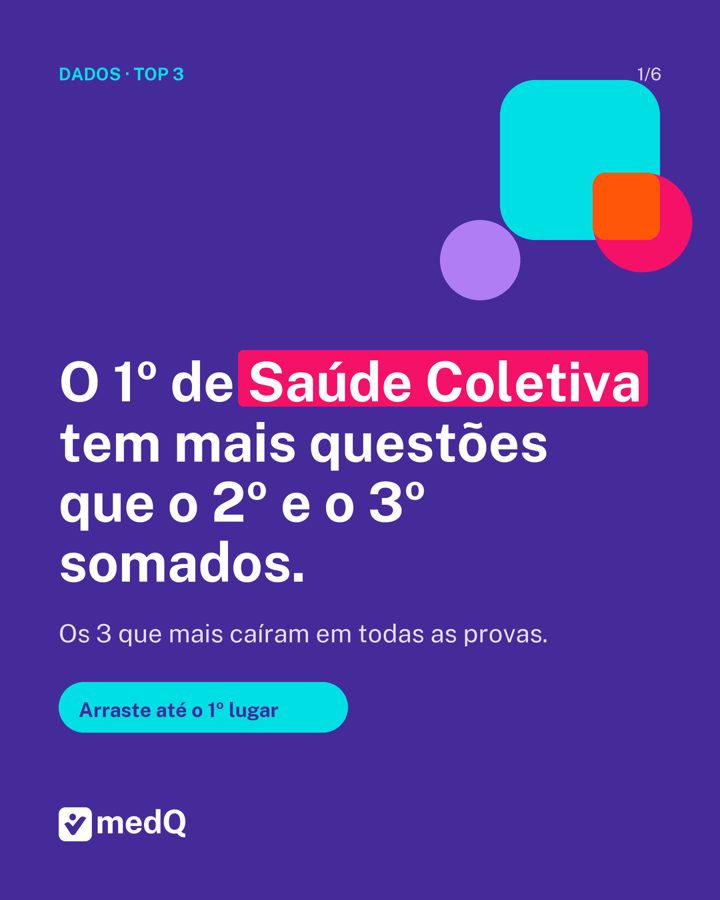 DADOS · TOP 3
1/6
O 1º de Saúde Coletiva
tem mais questões
que o 2º e o 3º
somados.
Os 3 que mais caíram em todas as provas.
Arraste até o 1º lugar
medQ